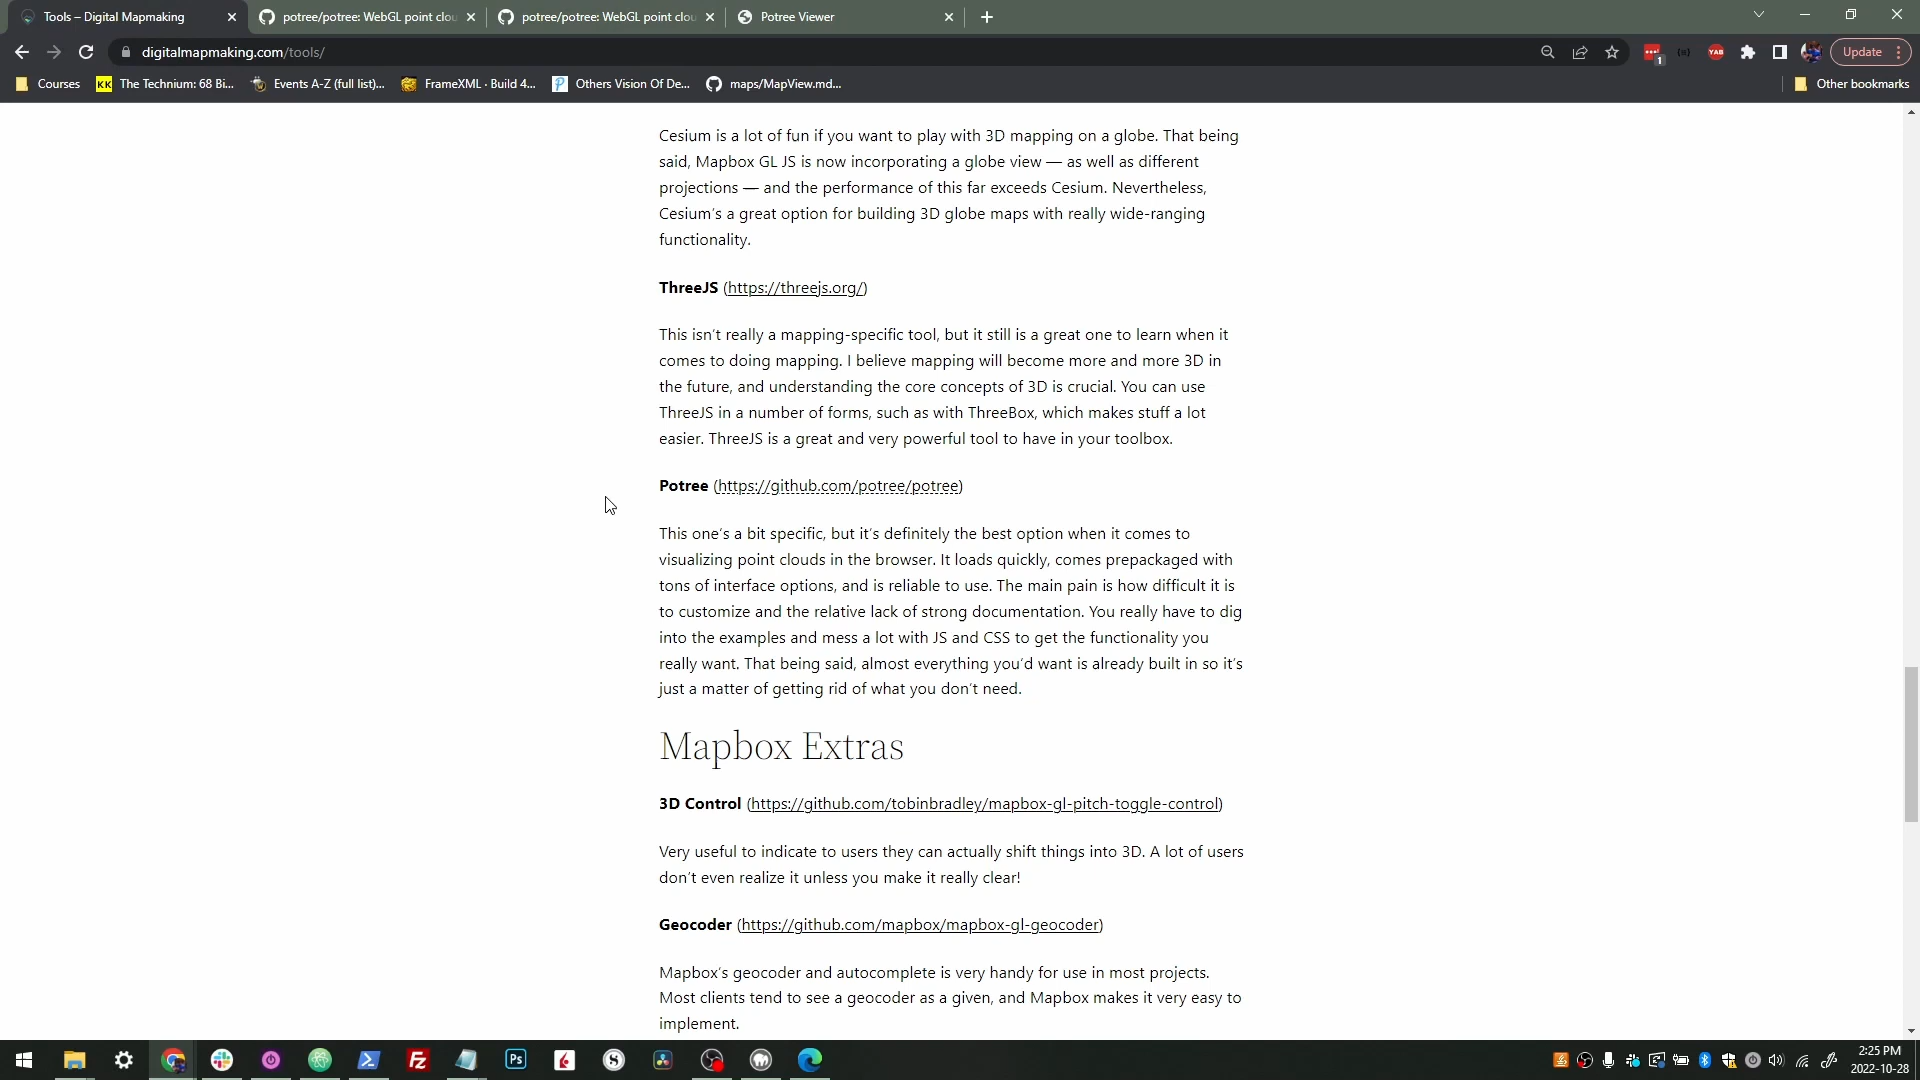 Tools – Digital Mapmaking
potree/potree: WebGL point clou
potree/potree: WebGL point clou
Potree Viewer
digitalmapmaking.com/tools/
1
YAB
Update
Courses
KK The Technium: 68 Bi...
Events A-Z (full list)...
FrameXML · Build 4...
Others Vision Of De...
maps/MapView.md...
Other bookmarks
Cesium is a lot of fun if you want to play with 3D mapping on a globe. That being
said, Mapbox GL JS is now incorporating a globe view — as well as different
projections — and the performance of this far exceeds Cesium. Nevertheless,
Cesium's a great option for building 3D globe maps with really wide-ranging
functionality.
ThreeJS (https://threejs.org/)
This isn't really a mapping-specific tool, but it still is a great one to learn when it
comes to doing mapping. I believe mapping will become more and more 3D in
the future, and understanding the core concepts of 3D is crucial. You can use
ThreeJS in a number of forms, such as with ThreeBox, which makes stuff a lot
easier. ThreeJS is a great and very powerful tool to have in your toolbox.
Potree (https://github.com/potree/potree)
This one's a bit specific, but it's definitely the best option when it comes to
visualizing point clouds in the browser. It loads quickly, comes prepackaged with
tons of interface options, and is reliable to use. The main pain is how difficult it is
to customize and the relative lack of strong documentation. You really have to dig
into the examples and mess a lot with JS and CSS to get the functionality you
really want. That being said, almost everything you'd want is already built in so it's
just a matter of getting rid of what you don't need.
Mapbox Extras
3D Control (https://github.com/tobinbradley/mapbox-gl-pitch-toggle-control)
Very useful to indicate to users they can actually shift things into 3D. A lot of users
don't even realize it unless you make it really clear!
Geocoder (https://github.com/mapbox/mapbox-gl-geocoder)
Mapbox's geocoder and autocomplete is very handy for use in most projects.
Most clients tend to see a geocoder as a given, and Mapbox makes it very easy to
implement.
Fz
Ps
2:25 PM
2022-10-28